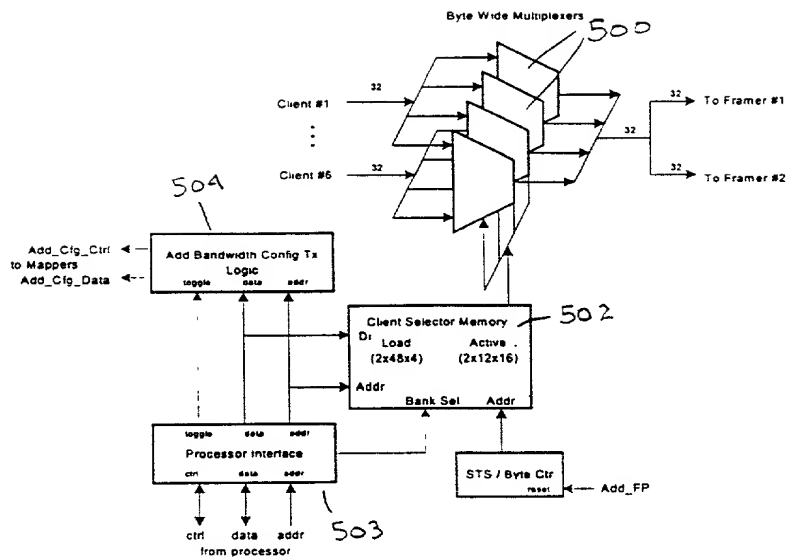 Byte Wide Multiplexers
500
32
Client #1
32
To Framer #1
32
Client #6
32
32
To Framer #2
504
Add_Cfg_Ctrl
to Mappers
Add_Cfg_Data
Add Bandwidth Config Tx
Logic
toggle data addr
502
Client Selector Memory
Di
Load
(2x48x4)
Active
(2x12x16)
Addr
Bank Sel
Addr
toggle data addr
Processor Interface
ctrl data addr
503
STS / Byte Ctr
reset
Add_FP
ctrl data addr
from processor